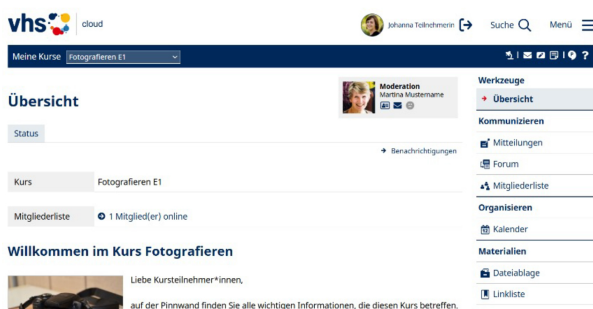 vhs cloud
Johanna Teilnehmerin
Suche
Menü
Meine Kurse
Fotografieren E1
Übersicht
Moderation
Martina Mustername
Status
Benachrichtigungen
Kurs
Fotografieren E1
Mitgliederliste
1 Mitglied(er) online
Willkommen im Kurs Fotografieren
Liebe Kursteilnehmer*innen,
auf der Pinnwand finden Sie alle wichtigen Informationen, die diesen Kurs betreffen.
Werkzeuge
Übersicht
Kommunizieren
Mitteilungen
Forum
Mitgliederliste
Organisieren
Kalender
Materialien
Dateiablage
Linkliste